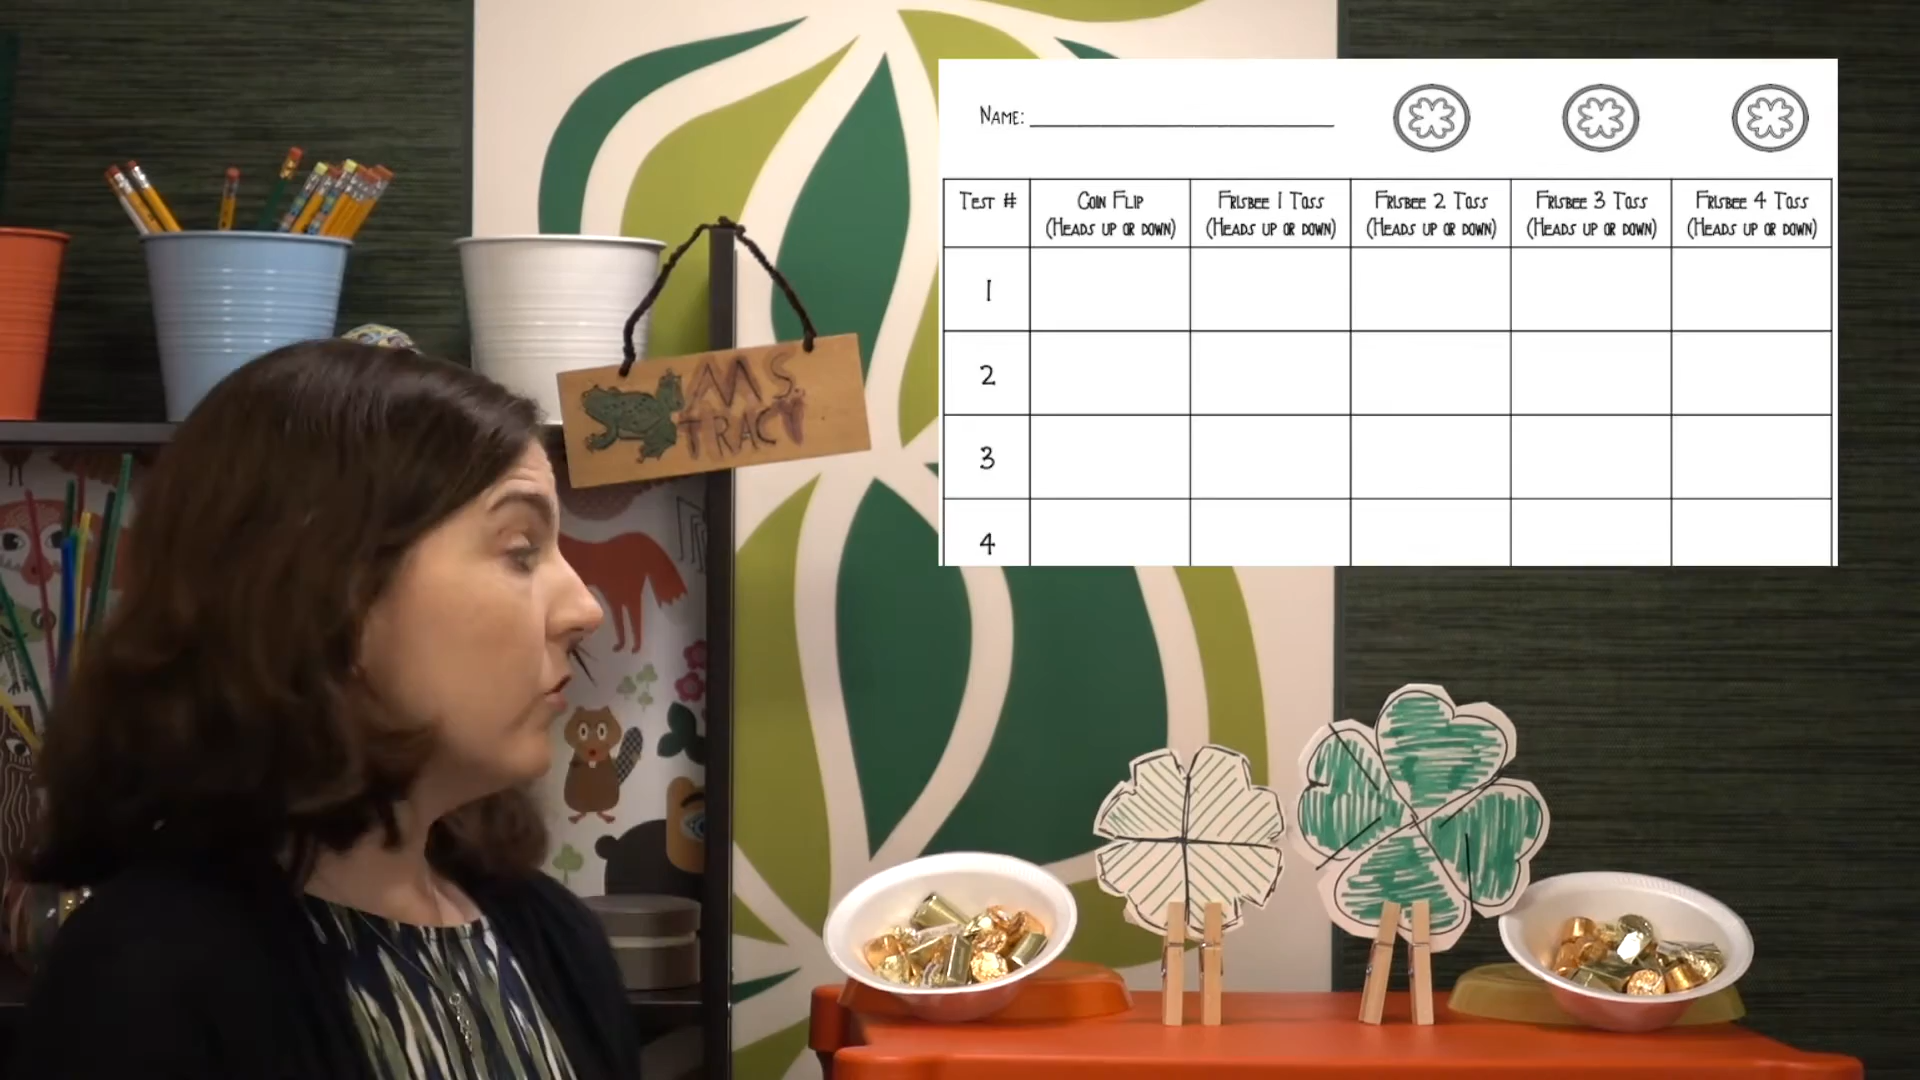 Name:
Test # Coin Flip Frisbee 1 Toss Frisbee 2 Toss Frisbee 3 Toss Frisbee 4 Toss
(Heads up or down) (Heads up or down) (Heads up or down) (Heads up or down) (Heads up or down)
1
2
3
4
MS.
TRACY